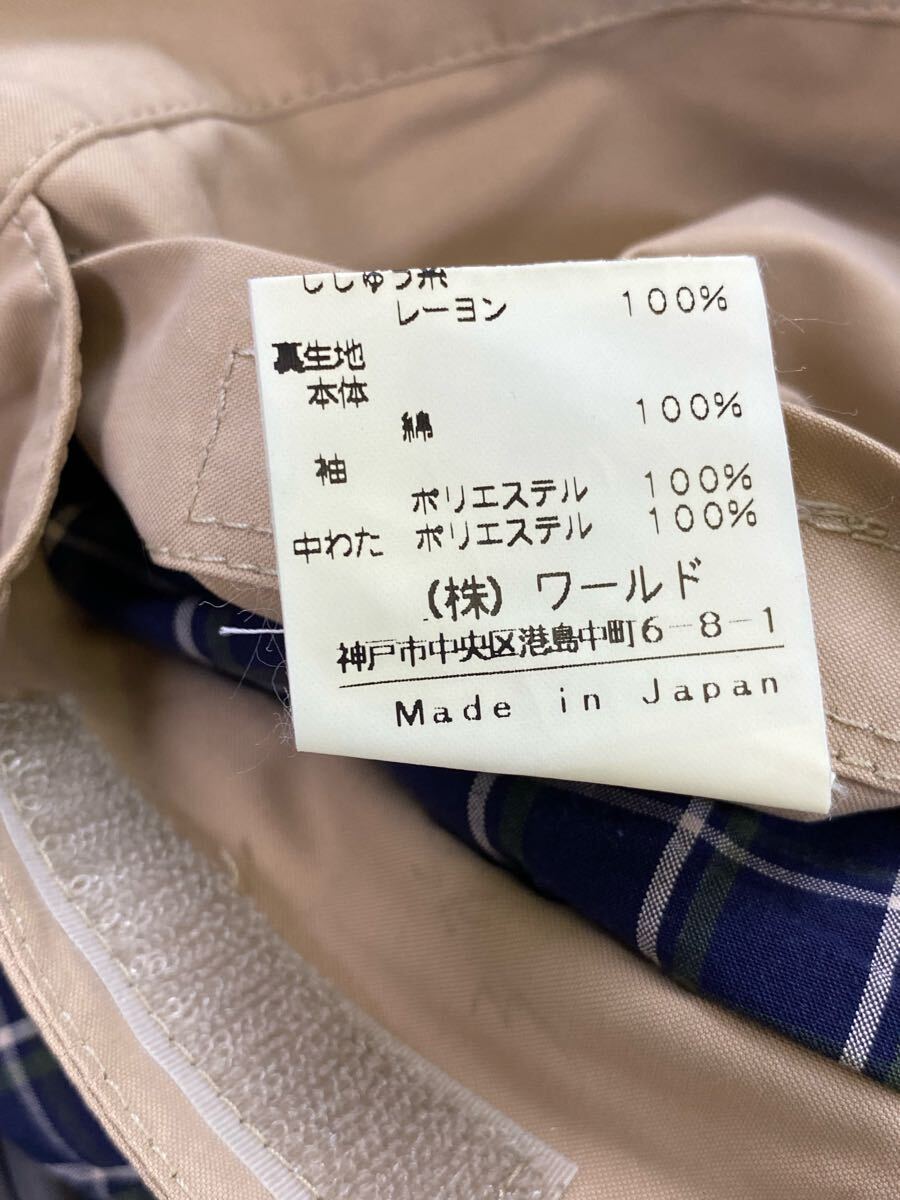 ししゅう糸
レーヨン 100%
裏生地
本体
綿 100%
袖
ポリエステル 100%
中わた ポリエステル 100%
(株) ワールド
神戸市中央区港島中町6-8-1
Made in Japan